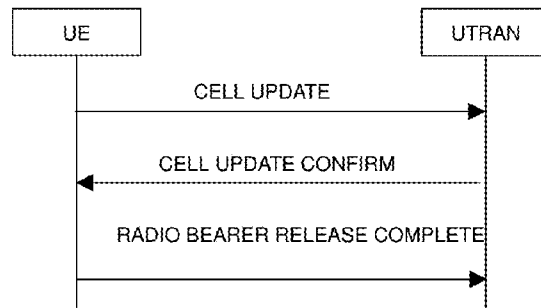 UE
UTRAN
CELL UPDATE
CELL UPDATE CONFIRM
RADIO BEARER RELEASE COMPLETE